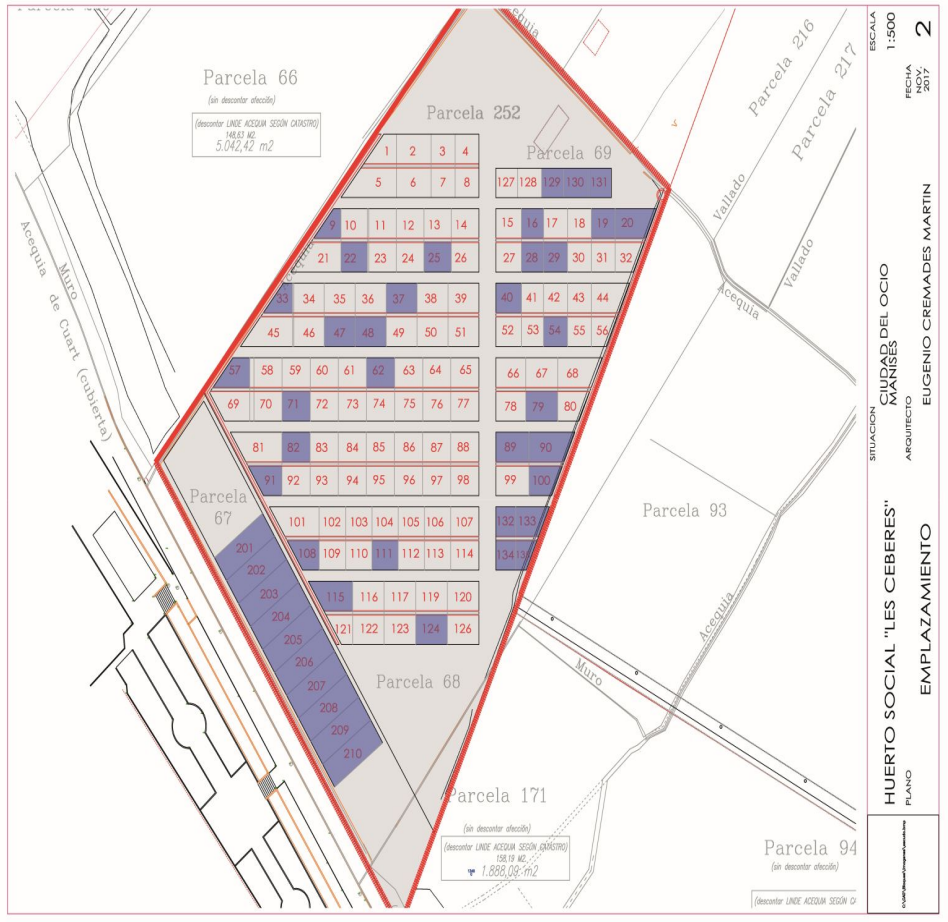 Parcela 66
(sin descontar afección)
(descontar LINDE ACEQUIA SEGÚN CATASTRO)
148,83 M2.
5.042,42 m2
Acequia
Parcela 252
Parcela 69
Parcela 216
Parcela 217
Vallado
Vallado
Acequia
1 2 3 4
5 6 7 8
127 128 129 130 131
9 10 11 12 13 14
15 16 17 18 19 20
21 22 23 24 25 26
27 28 29 30 31 32
Acequia
33 34 35 36 37 38 39
40 41 42 43 44
45 46 47 48 49 50 51
52 53 54 55 56
57 58 59 60 61 62 63 64 65
66 67 68
69 70 71 72 73 74 75 76 77
78 79 80
81 82 83 84 85 86 87 88
89 90
91 92 93 94 95 96 97 98
99 100
101 102 103 104 105 106 107
132 133
108 109 110 111 112 113 114
134
115 116 117 119 120
121 122 123 124 126
Acequia
Muro
de Cuart (cubierta)
Parcela
67
201
202
203
204
205
206
207
208
209
210
Parcela 68
Parcela 93
Acequia
Muro
Parcela 171
(sin descontar afección)
(descontar LINDE ACEQUIA SEGÚN CATASTRO)
158,19 M2.
1.888,09 m2
Parcela 94
(sin descontar afección)
(descontar LINDE ACEQUIA SEGÚN
HUERTO SOCIAL "LES CEBERES"
PLANO
EMPLAZAMIENTO
SITUACION
CIUDAD DEL OCIO
MANISES
ARQUITECTO
EUGENIO CREMADES MARTIN
ESCALA
1:500
FECHA
NOV.
2017
2